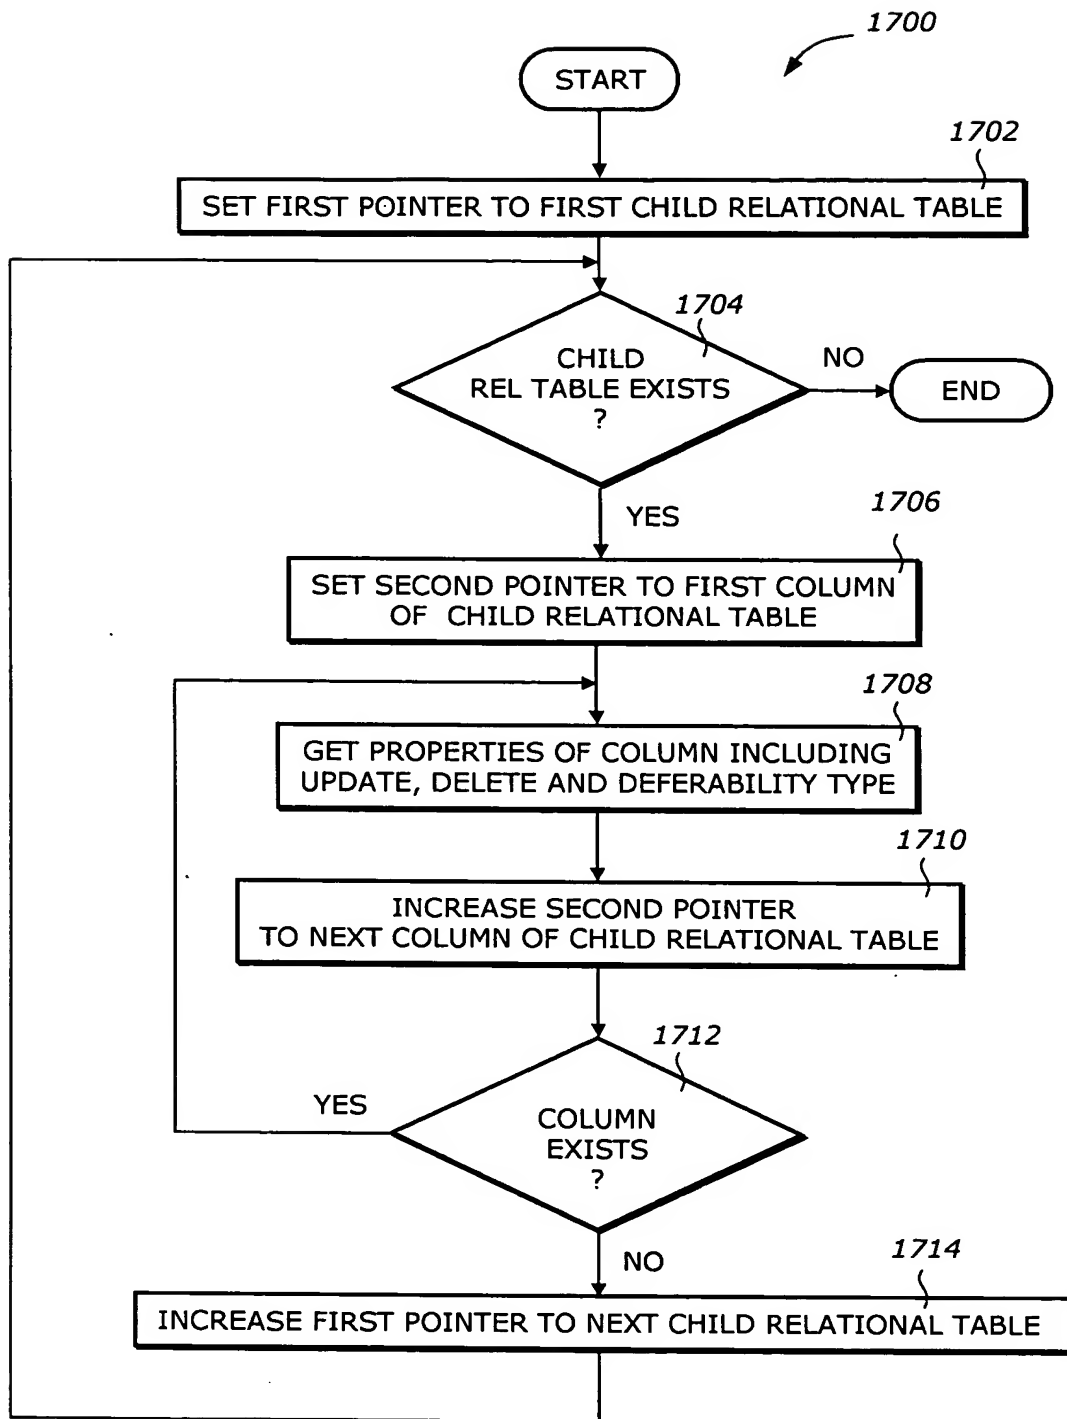 1700
START
1702
SET FIRST POINTER TO FIRST CHILD RELATIONAL TABLE
1704
CHILD
REL TABLE EXISTS
?
NO
END
YES
1706
SET SECOND POINTER TO FIRST COLUMN
OF CHILD RELATIONAL TABLE
1708
GET PROPERTIES OF COLUMN INCLUDING
UPDATE, DELETE AND DEFERABILITY TYPE
1710
INCREASE SECOND POINTER
TO NEXT COLUMN OF CHILD RELATIONAL TABLE
1712
YES
COLUMN
EXISTS
?
NO
1714
INCREASE FIRST POINTER TO NEXT CHILD RELATIONAL TABLE